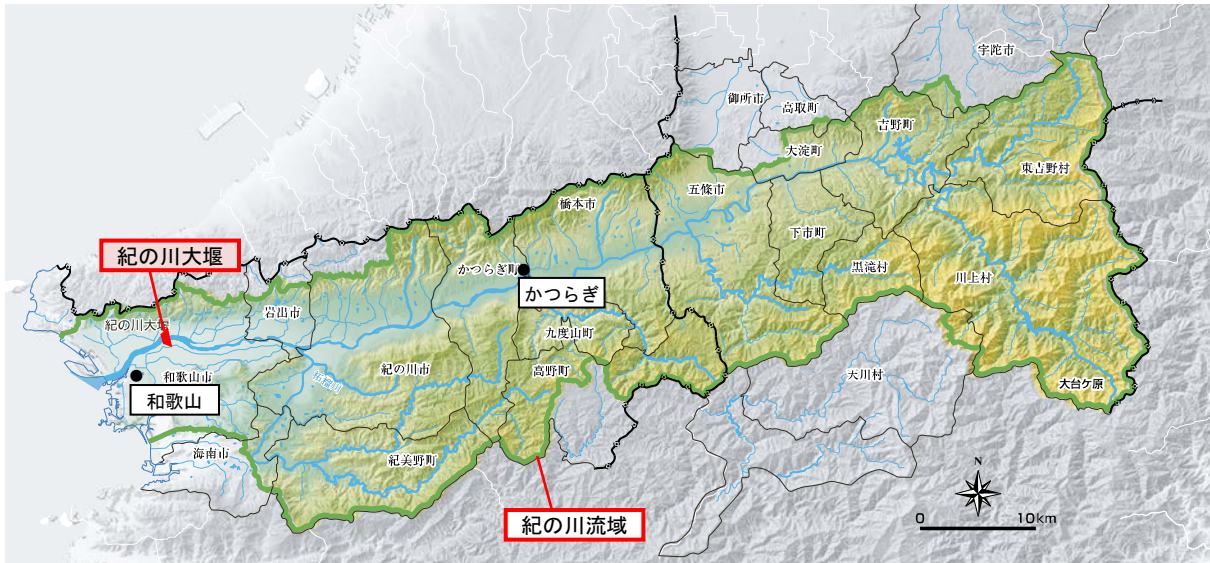 宇陀市
御所市
高取町
吉野町
大淀町
東吉野村
五條市
橋本市
下市町
黒滝村
川上村
紀の川大堰
かつらぎ町
かつらぎ
岩出市
紀の川大堰
九度山町
紀の川市
高野町
和歌山市
和歌山
天川村
大台ケ原
海南市
紀美野町
紀の川流域
N
0 10km